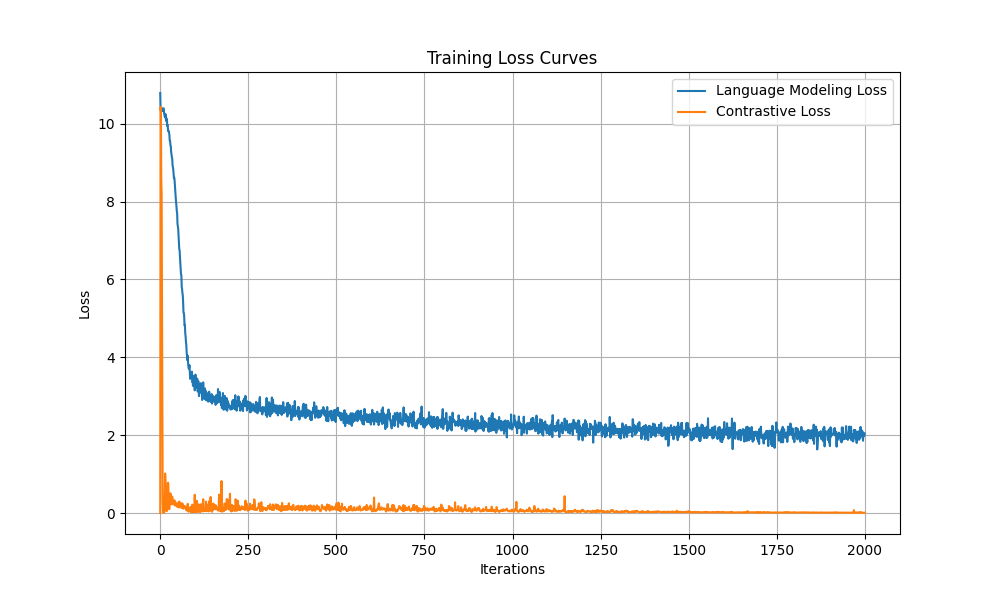 Training Loss Curves
Language Modeling Loss
Contrastive Loss
10
8
6
4
2
0
Loss
0 250 500 750 1000 1250 1500 1750 2000
Iterations